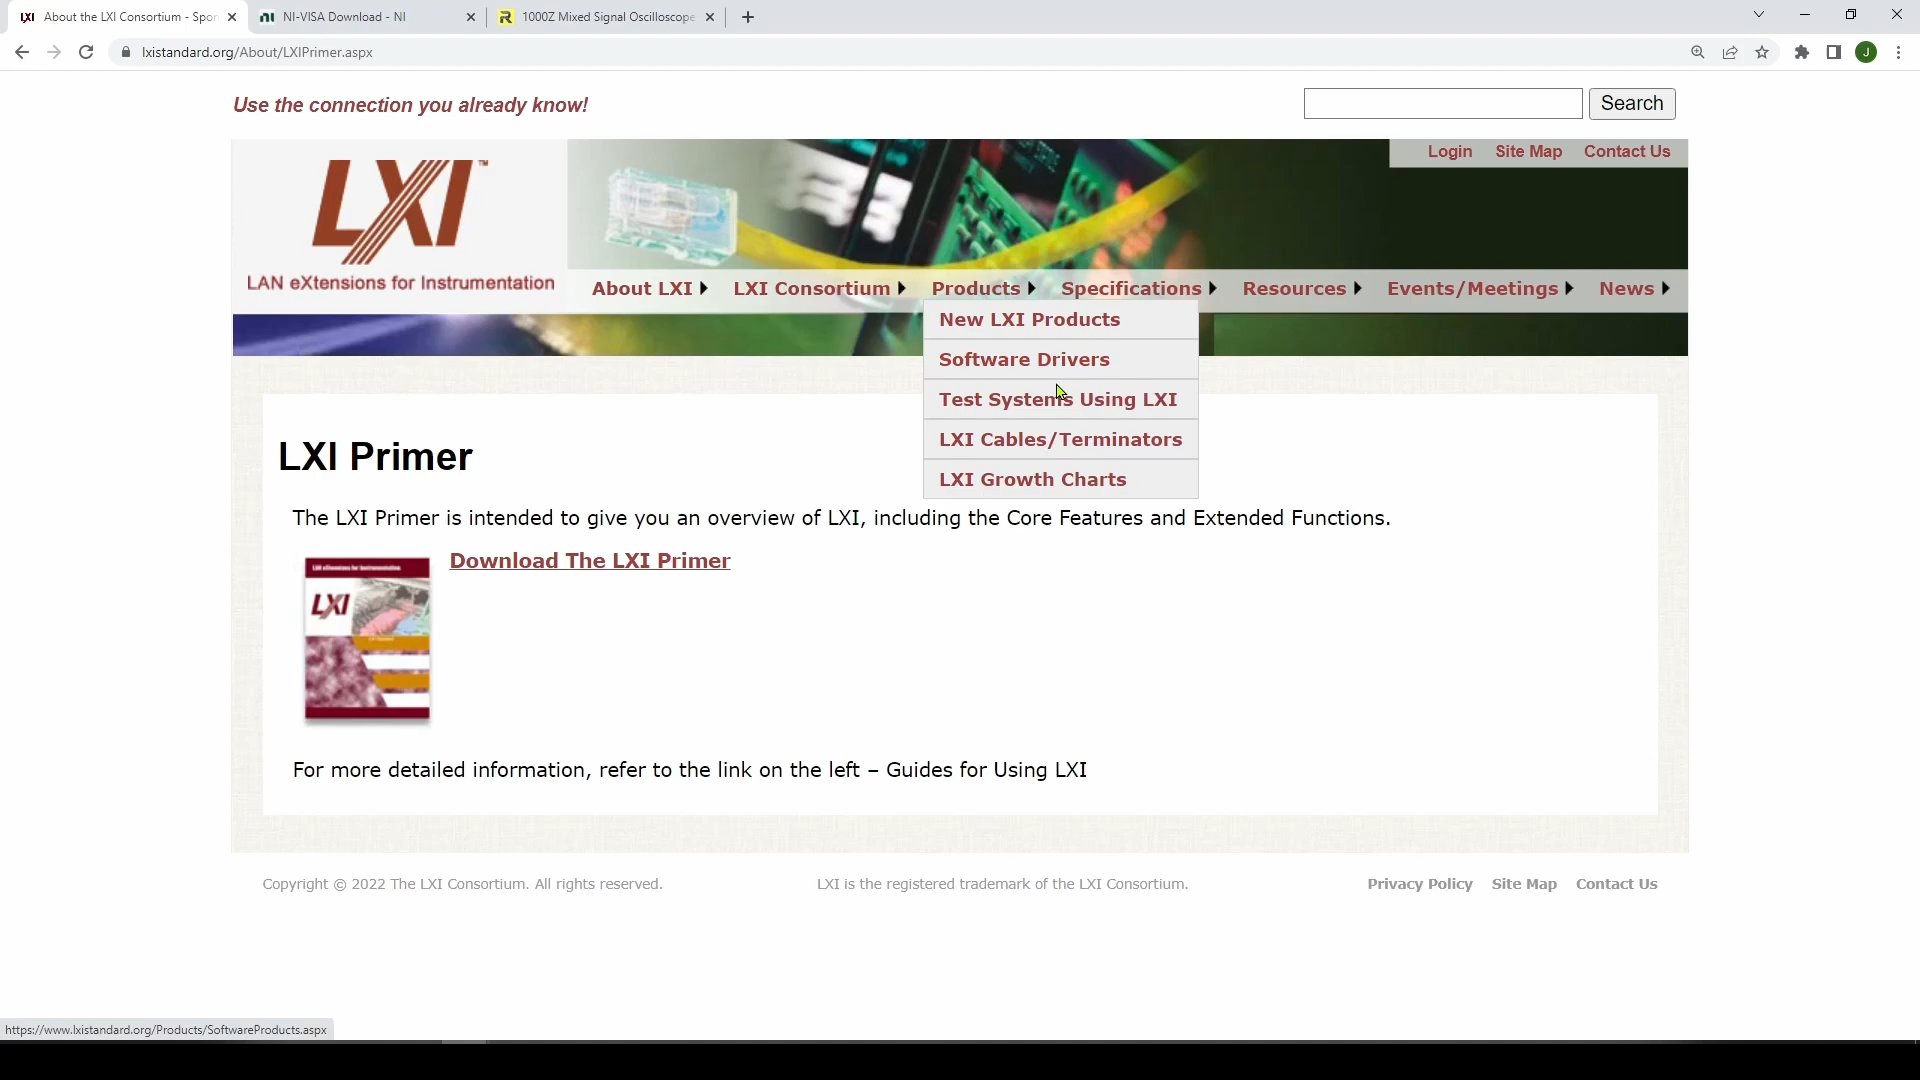 About the LXI Consortium - Spon
NI-VISA Download - NI
1000Z Mixed Signal Oscilloscope
lxistandard.org/About/LXIPrimer.aspx
J
Use the connection you already know!
Search
Login Site Map Contact Us
LXI
LAN eXtensions for Instrumentation
About LXI LXI Consortium Products Specifications Resources Events/Meetings News
New LXI Products
Software Drivers
Test Systems Using LXI
LXI Cables/Terminators
LXI Growth Charts
LXI Primer
The LXI Primer is intended to give you an overview of LXI, including the Core Features and Extended Functions.
Download The LXI Primer
LXI
For more detailed information, refer to the link on the left – Guides for Using LXI
Copyright © 2022 The LXI Consortium. All rights reserved. LXI is the registered trademark of the LXI Consortium. Privacy Policy Site Map Contact Us
https://www.lxistandard.org/Products/SoftwareProducts.aspx